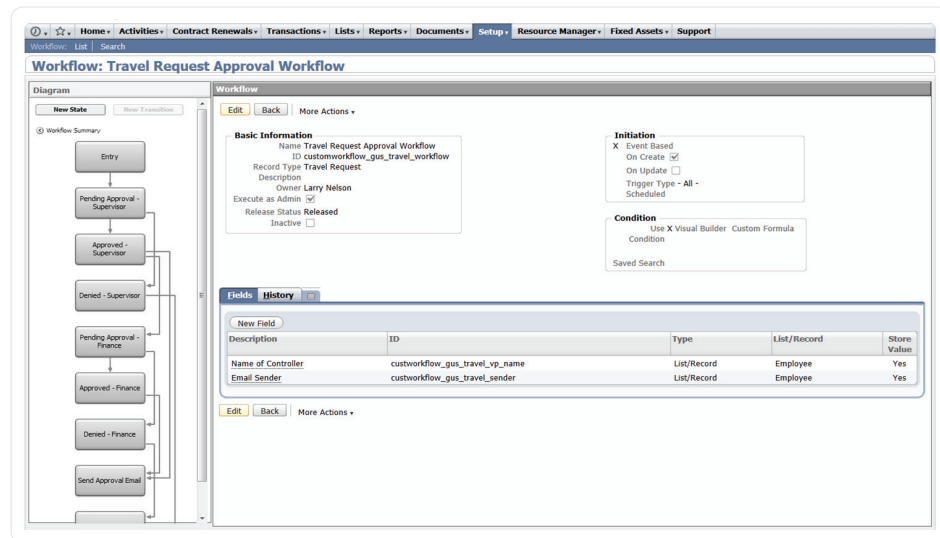 Home Activities Contract Renewals Transactions Lists Reports Documents Setup Resource Manager Fixed Assets Support
Workflow: List Search
Workflow: Travel Request Approval Workflow
Diagram
New State New Transition
Workflow Summary
Entry
Pending Approval -
Supervisor
Approved -
Supervisor
Denied - Supervisor
Pending Approval -
Finance
Approved - Finance
Denied - Finance
Send Approval Email
Workflow
Edit Back More Actions
Basic Information
Name Travel Request Approval Workflow
ID customworkflow_gus_travel_workflow
Record Type Travel Request
Description
Owner Larry Nelson
Execute as Admin
Release Status Released
Inactive
Initiation
X Event Based
On Create
On Update
Trigger Type - All -
Scheduled
Condition
Use X Visual Builder Custom Formula
Condition
Saved Search
Fields History
New Field
Description ID Type List/Record Store
Value
Name of Controller custworkflow_gus_travel_vp_name List/Record Employee Yes
Email Sender custworkflow_gus_travel_sender List/Record Employee Yes
Edit Back More Actions